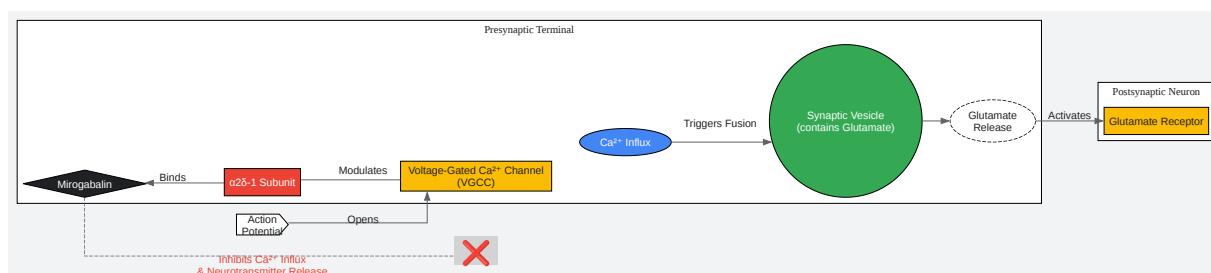 Presynaptic Terminal
Postsynaptic Neuron
Synaptic Vesicle
(contains Glutamate)
Glutamate
Release
Activates
Glutamate Receptor
Triggers Fusion
Ca²⁺ Influx
Mirogabalin
Binds
α2δ-1 Subunit
Modulates
Voltage-Gated Ca²⁺ Channel
(VGCC)
Action
Potential
Opens
Inhibits Ca²⁺ Influx
& Neurotransmitter Release